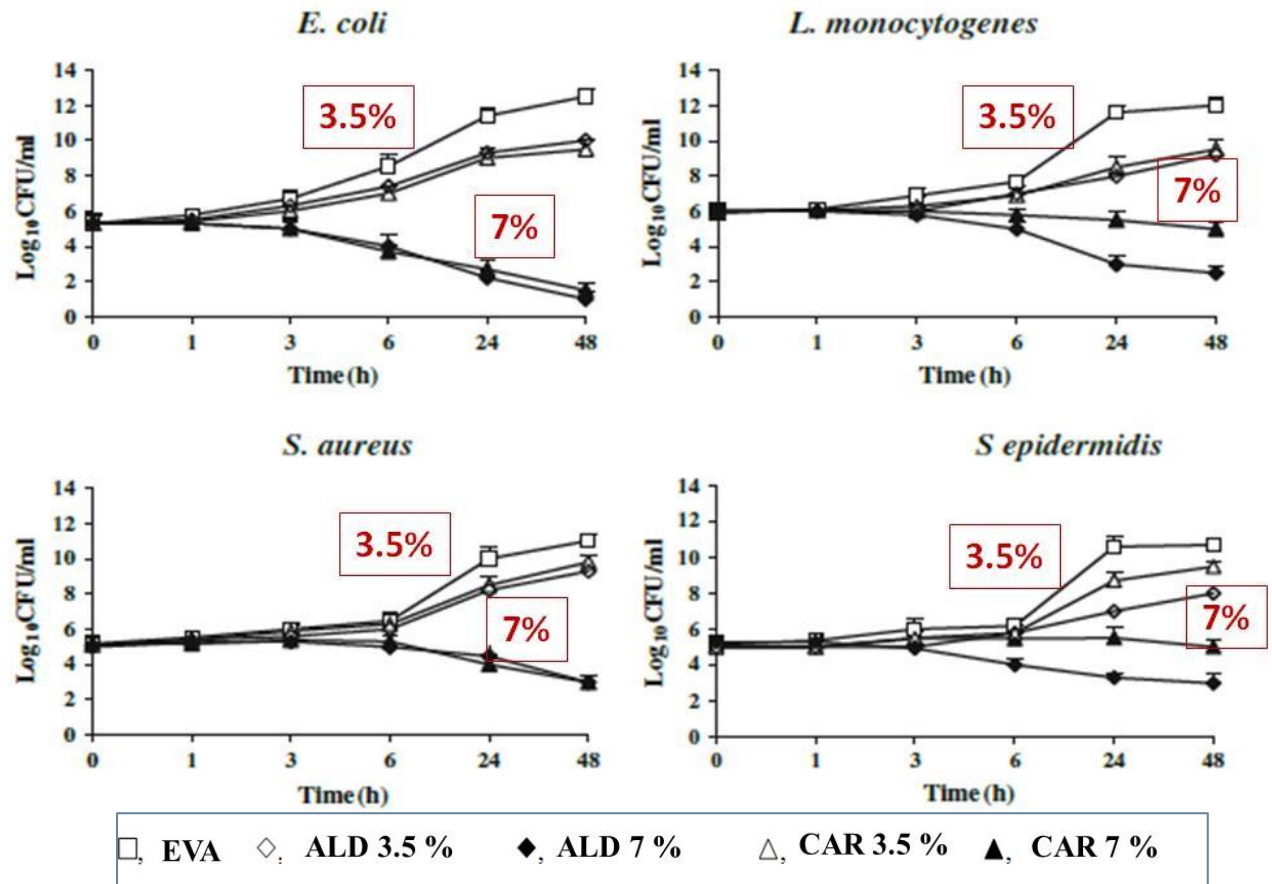 E. coli
Log10CFU/ml
14
12
10
8
6
4
2
0
3.5%
7%
0 1 3 6 24 48
Time (h)
L. monocytogenes
Log10CFU/ml
14
12
10
8
6
4
2
0
3.5%
7%
0 1 3 6 24 48
Time (h)
S. aureus
Log10CFU/ml
14
12
10
8
6
4
2
0
3.5%
7%
0 1 3 6 24 48
Time (h)
S epidermidis
Log10CFU/ml
14
12
10
8
6
4
2
0
3.5%
7%
0 1 3 6 24 48
Time (h)
, EVA , ALD 3.5 % , ALD 7 % , CAR 3.5 % , CAR 7 %